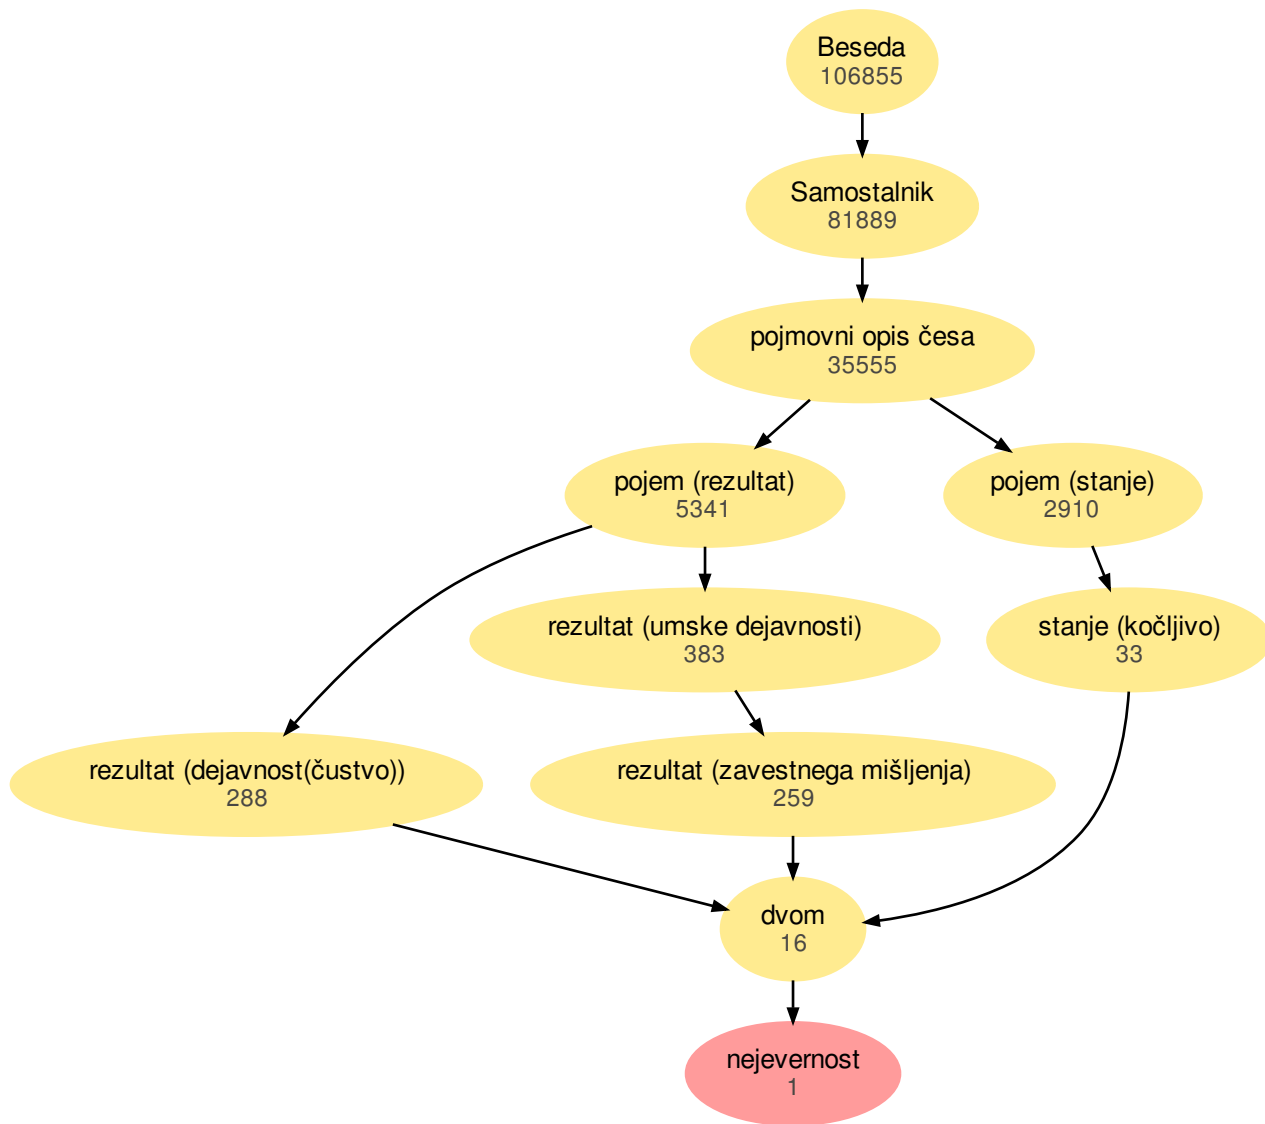 Beseda
106855
Samostalnik
81889
pojmovni opis česa
35555
pojem (rezultat)
5341
pojem (stanje)
2910
rezultat (umske dejavnosti)
383
stanje (kočljivo)
33
rezultat (dejavnost(čustvo))
288
rezultat (zavestnega mišljenja)
259
dvom
16
nejevernost
1